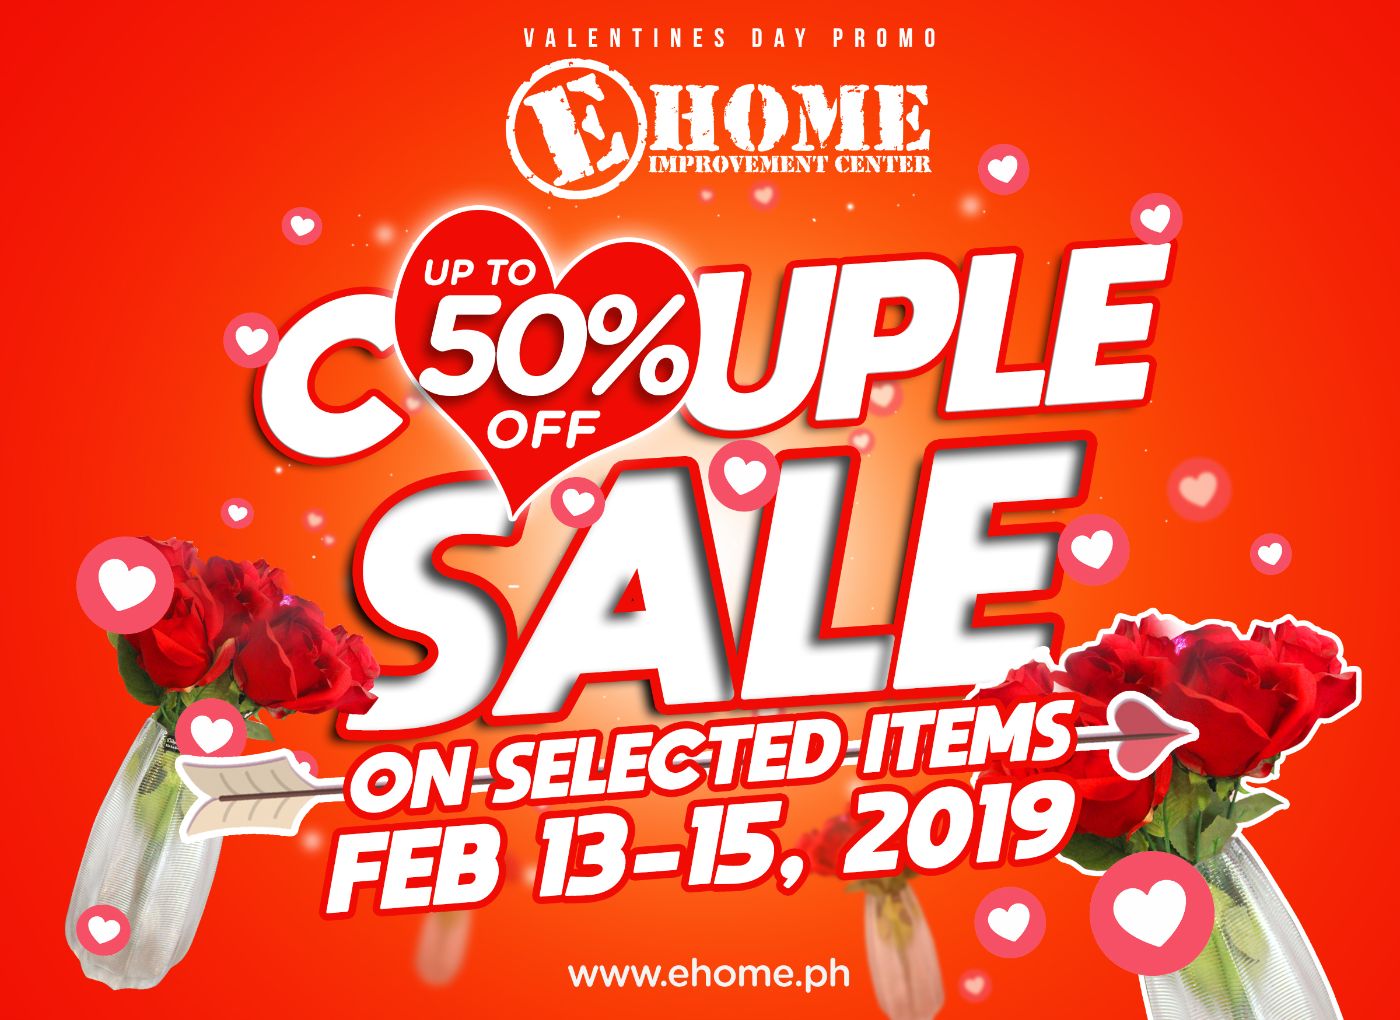 VALENTINES DAY PROMO
E HOME
IMPROVEMENT CENTER
UP TO
50%
OFF
COUPLE
SALE
ON SELECTED ITEMS
FEB 13-15, 2019
www.ehome.ph